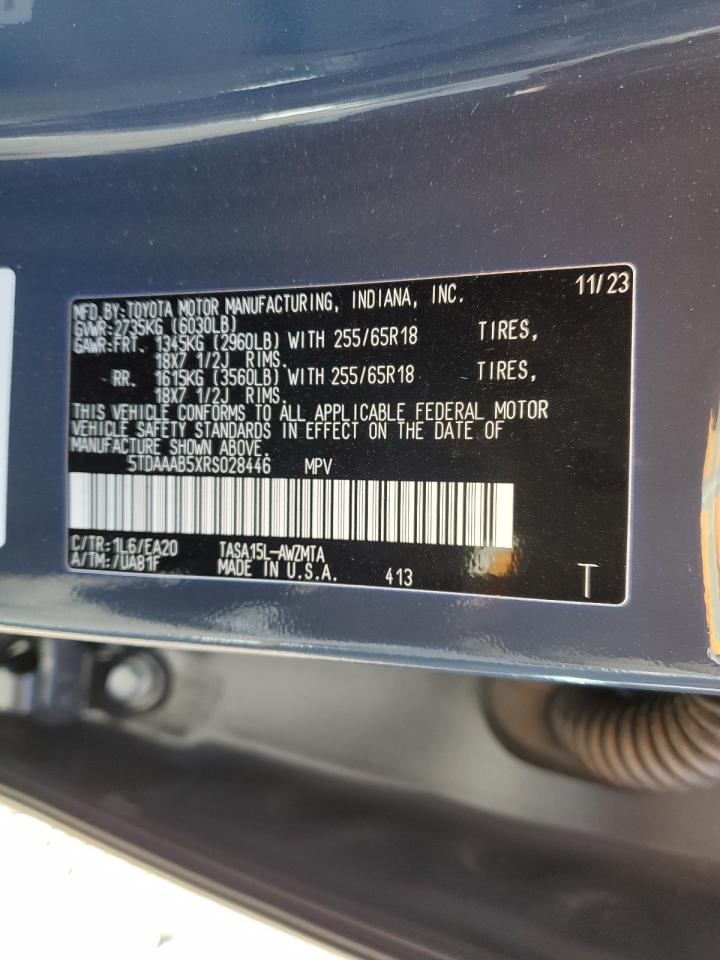 MFD.BY:TOYOTA MOTOR MANUFACTURING, INDIANA, INC. 11/23
GVWR:2735KG (6030LB)
GAWR:FRT. 1345KG (2960LB) WITH 255/65R18 TIRES,
18X7 1/2J RIMS.
RR. 1615KG (3560LB) WITH 255/65R18 TIRES,
18X7 1/2J RIMS.
THIS VEHICLE CONFORMS TO ALL APPLICABLE FEDERAL MOTOR
VEHICLE SAFETY STANDARDS IN EFFECT ON THE DATE OF
MANUFACTURE SHOWN ABOVE.
5TDAAAB5XRS028446 MPV
C/TR:1L6/EA20 TASA15L-AWZMTA
A/TM:/UA81F MADE IN U.S.A. 413 T